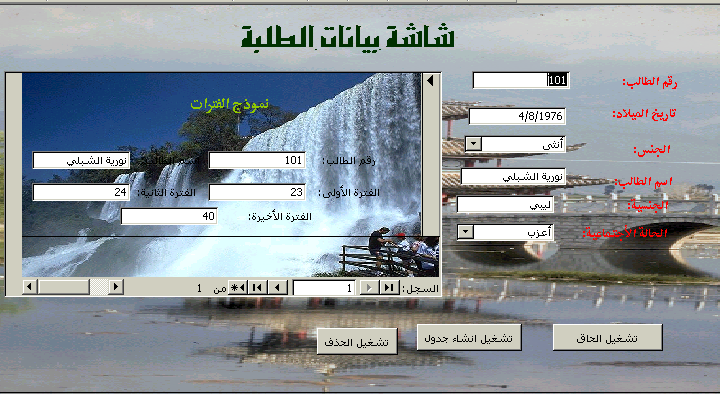 شاشة بيانات الطلبة
رقم الطالب: 101
تاريخ الميلاد: 4/8/1976
الجنس: أنثى
اسم الطالب: نورية الشبلي
الجنسية: ليبي
الحالة الاجتماعية: أعزب
نموذج الفترات
رقم الطالب: 101 اسم الطالب: نورية الشبلي
الفترة الأولى: 23 الفترة الثانية: 24
الفترة الأخيرة: 40
السجل: 1 من 1
تشغيل الحاق تشغيل انشاء جدول تشغيل الحذف